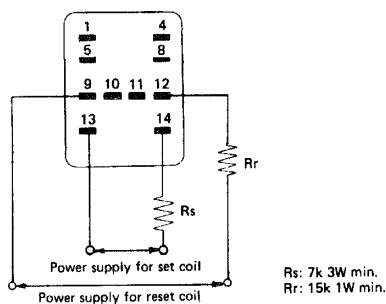 1 4
5 8
9 10 11 12
13 14
Rr
Rs
Power supply for set coil
Rs: 7k 3W min.
Rr: 15k 1W min.
Power supply for reset coil